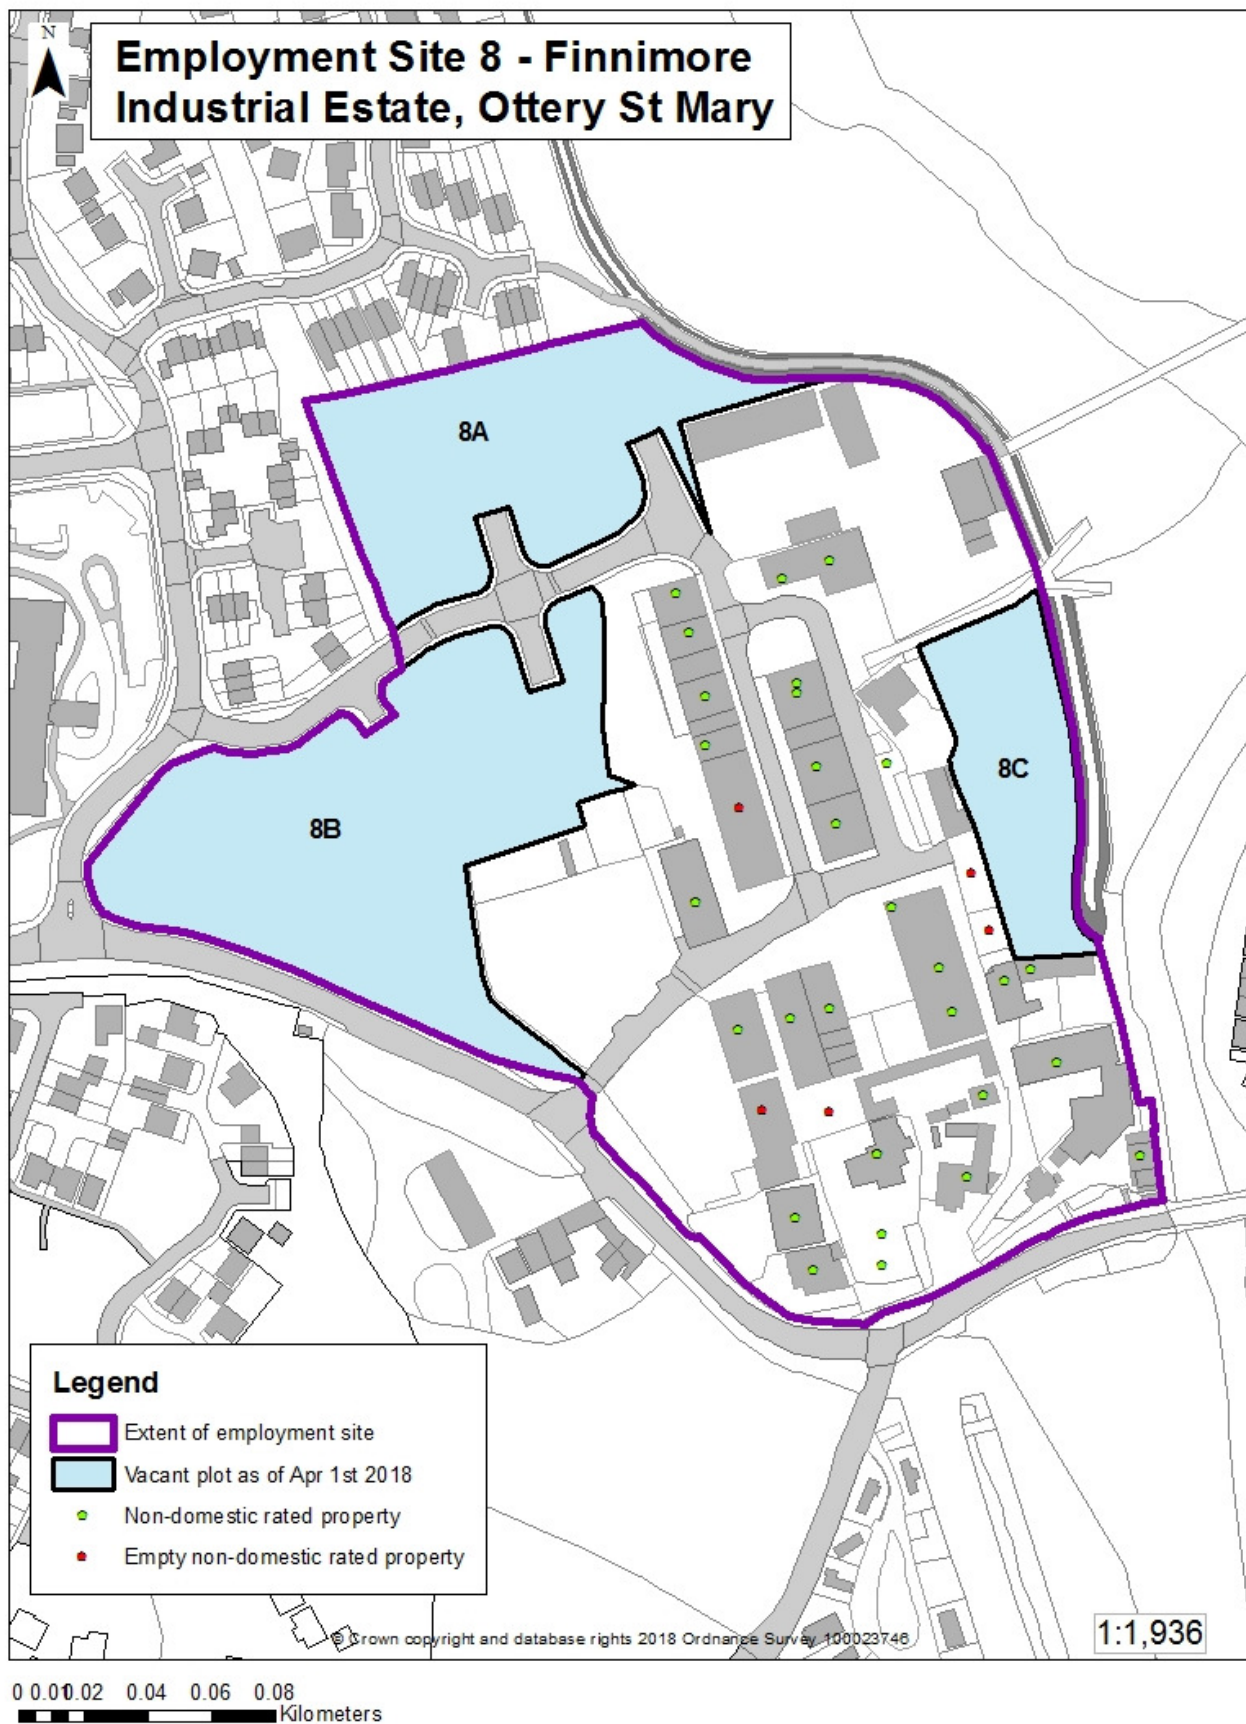 N
Employment Site 8 - Finnimore
Industrial Estate, Ottery St Mary
8A
8B
8C
Legend
Extent of employment site
Vacant plot as of Apr 1st 2018
Non-domestic rated property
Empty non-domestic rated property
© Crown copyright and database rights 2018 Ordnance Survey 100023746
1:1,936
0 0.01 0.02 0.04 0.06 0.08
Kilometers